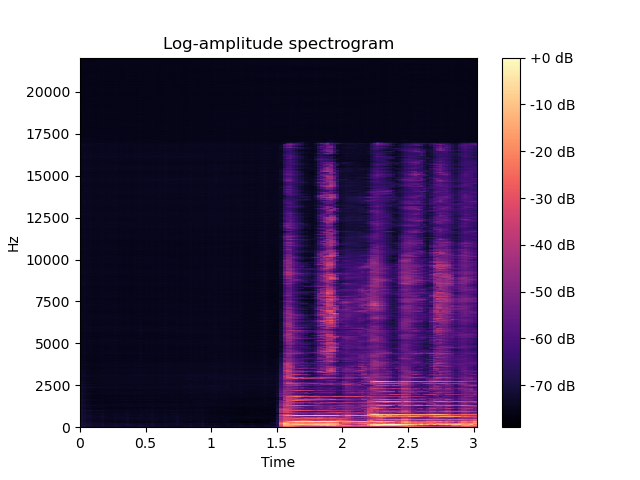 Log-amplitude spectrogram
+0 dB
20000
-10 dB
17500
-20 dB
15000
-30 dB
12500
Hz
-40 dB
10000
-50 dB
7500
5000
-60 dB
2500
-70 dB
0
0 0.5 1 1.5 2 2.5 3
Time